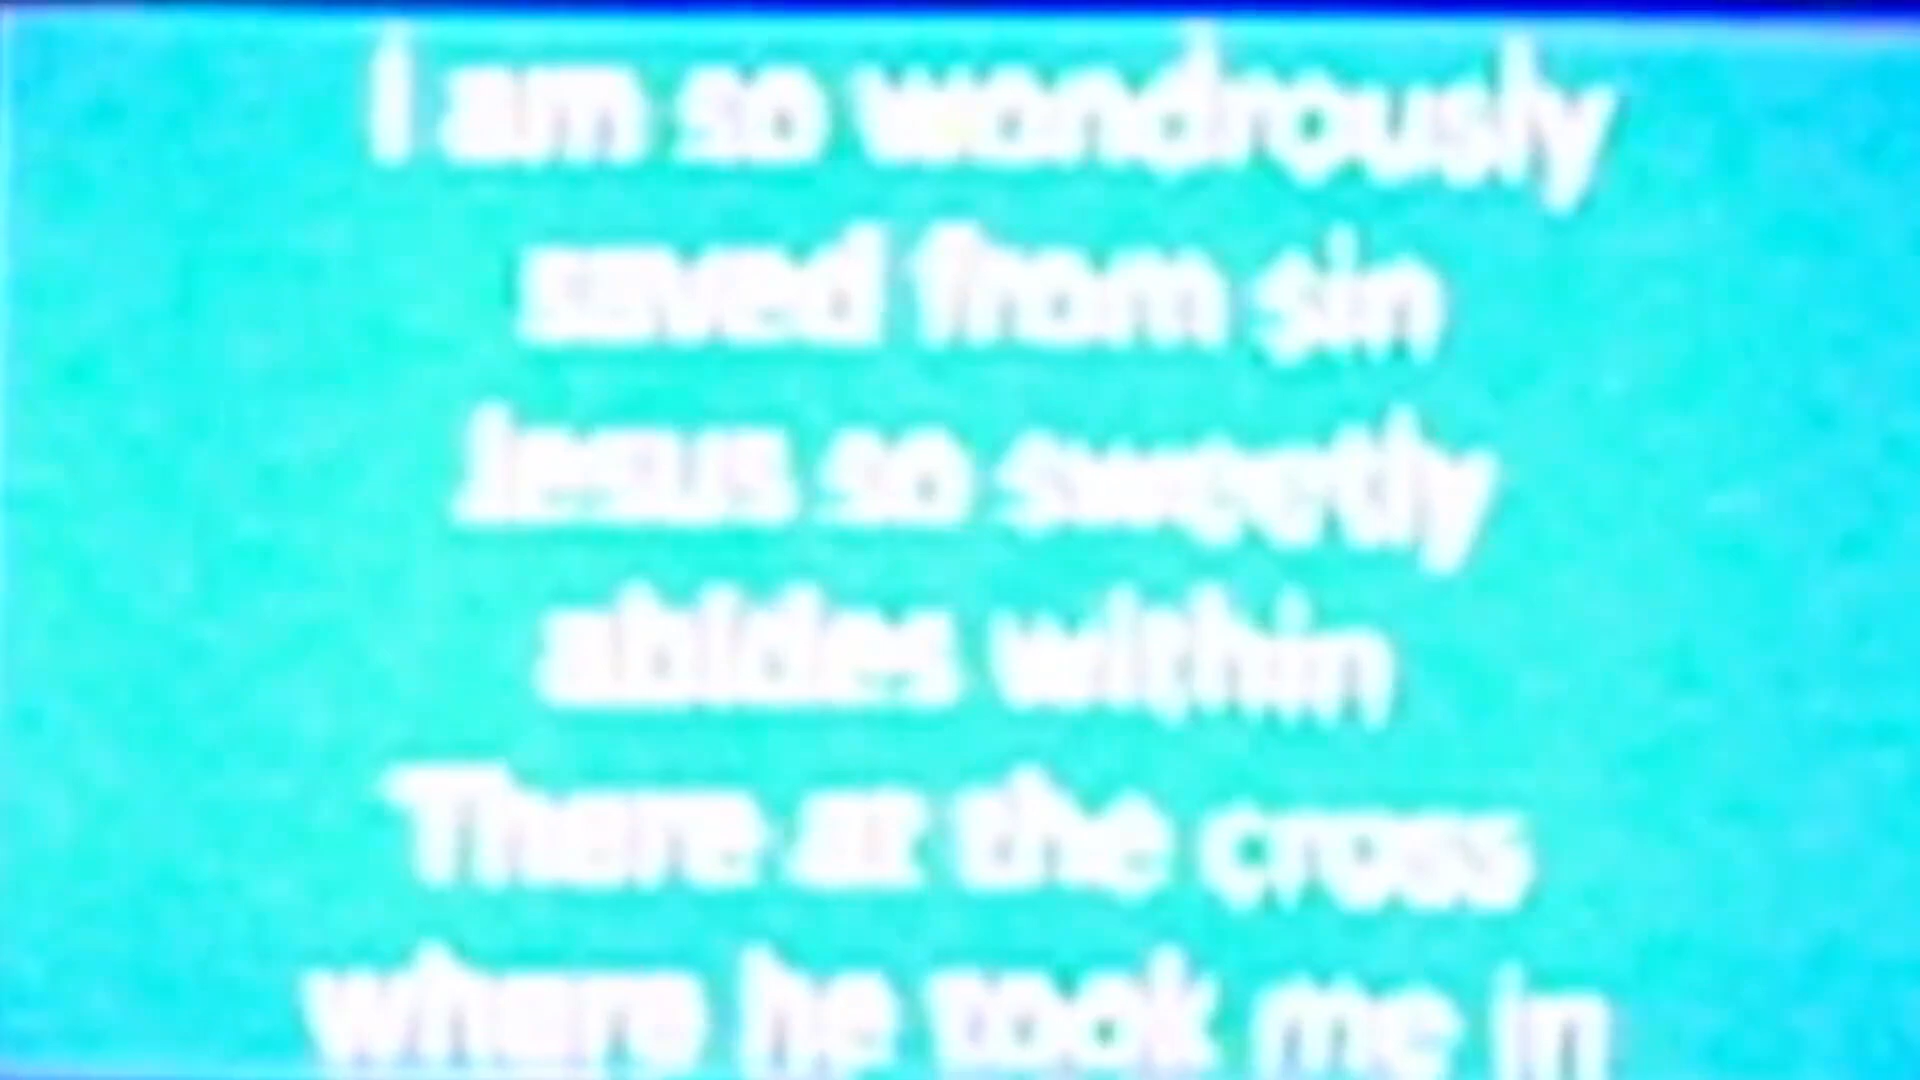 I am so wondrously
saved from sin
Jesus so sweetly
abides within
There at the cross
where he took me in